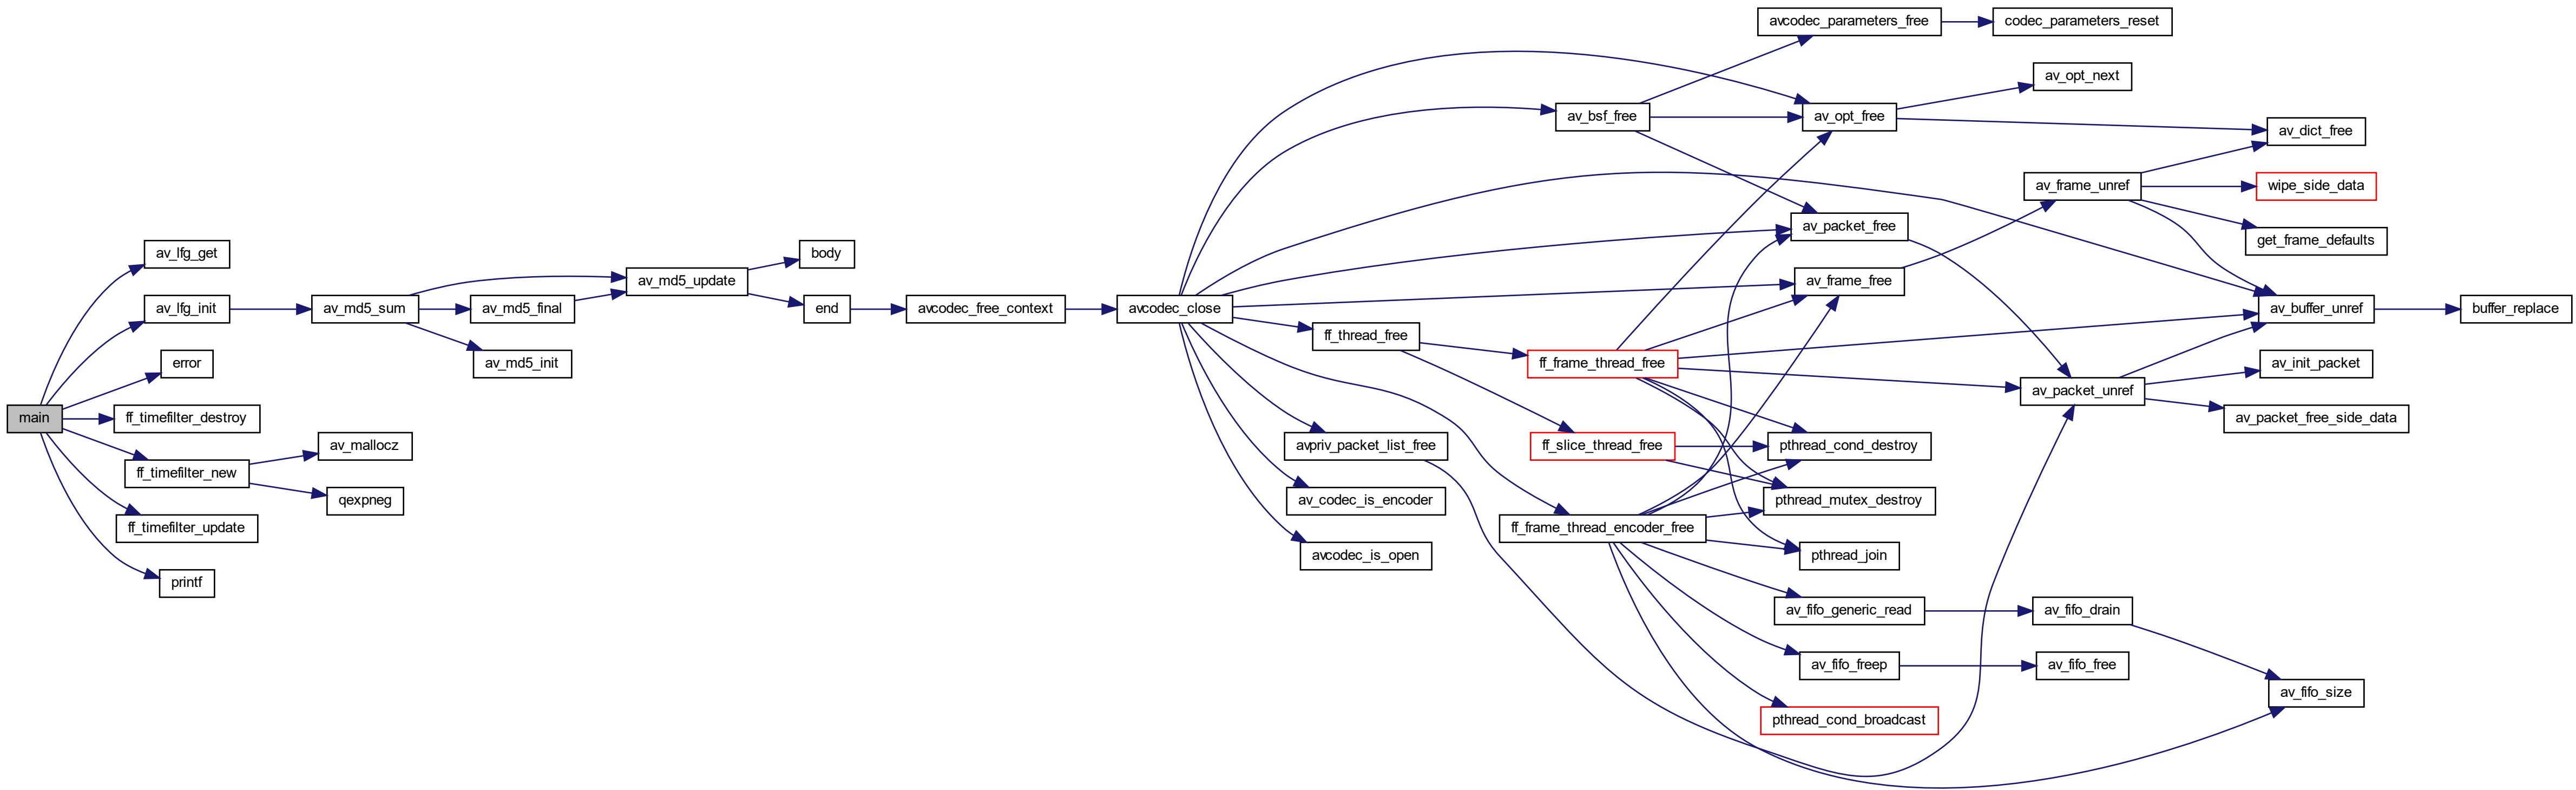 main
av_lfg_get
av_lfg_init
error
ff_timefilter_destroy
ff_timefilter_new
ff_timefilter_update
printf
av_mallocz
qexpneg
av_md5_sum
av_md5_final
av_md5_init
av_md5_update
body
end
avcodec_free_context
avcodec_close
ff_thread_free
avpriv_packet_list_free
av_codec_is_encoder
avcodec_is_open
av_bsf_free
ff_frame_thread_free
ff_slice_thread_free
ff_frame_thread_encoder_free
avcodec_parameters_free
av_opt_free
av_packet_free
av_frame_free
pthread_cond_destroy
pthread_mutex_destroy
pthread_join
av_fifo_generic_read
av_fifo_freep
pthread_cond_broadcast
codec_parameters_reset
av_opt_next
av_frame_unref
av_packet_unref
av_fifo_drain
av_fifo_free
av_dict_free
wipe_side_data
get_frame_defaults
av_buffer_unref
av_init_packet
av_packet_free_side_data
av_fifo_size
buffer_replace